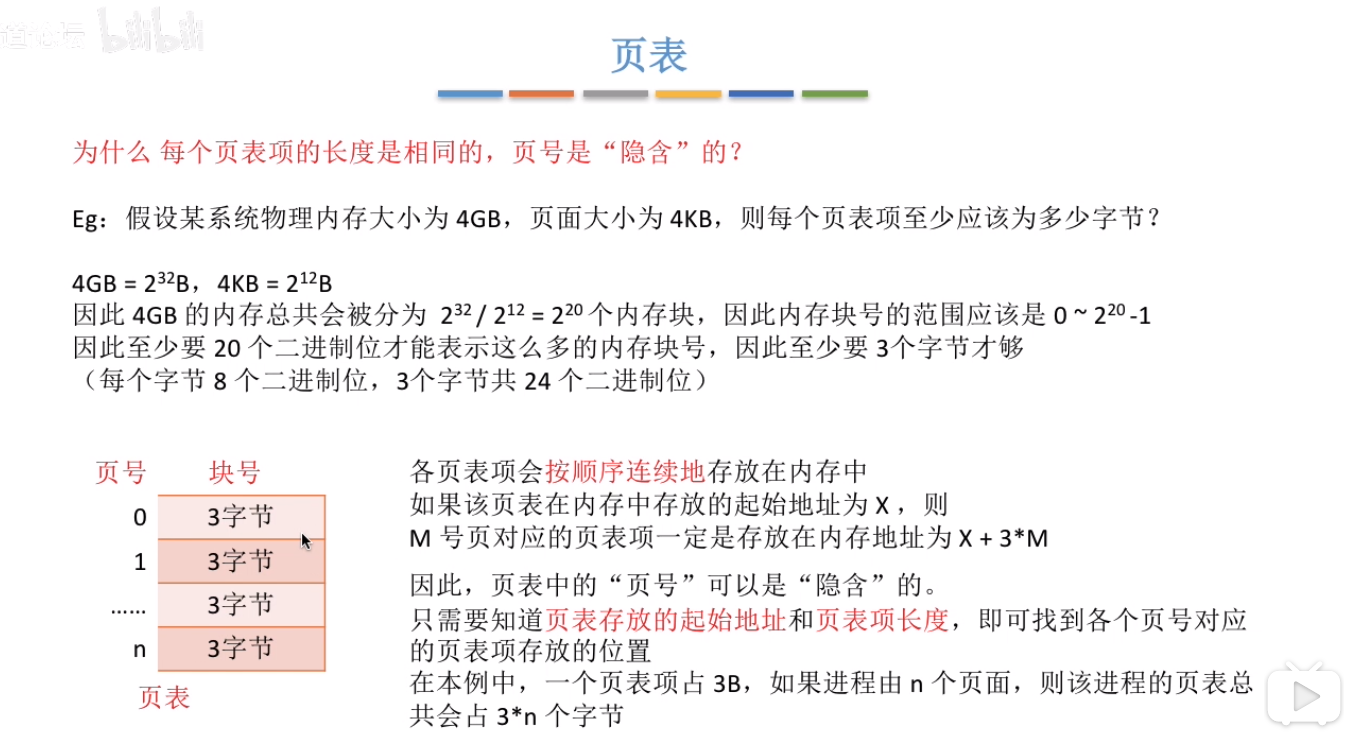 道论坛 bilibili
页表
为什么 每个页表项的长度是相同的，页号是“隐含”的？
Eg：假设某系统物理内存大小为 4GB，页面大小为 4KB，则每个页表项至少应该为多少字节？
4GB = 2³²B，4KB = 2¹²B
因此 4GB 的内存总共会被分为 2³² / 2¹² = 2²⁰ 个内存块，因此内存块号的范围应该是 0 ~ 2²⁰ -1
因此至少要 20 个二进制位才能表示这么多的内存块号，因此至少要 3个字节才够
（每个字节 8 个二进制位，3个字节共 24 个二进制位）
页号 块号
0 3字节
1 3字节
…… 3字节
n 3字节
页表
各页表项会按顺序连续地存放在内存中
如果该页表在内存中存放的起始地址为 X ，则
M 号页对应的页表项一定是存放在内存地址为 X + 3*M
因此，页表中的“页号”可以是“隐含”的。
只需要知道页表存放的起始地址和页表项长度，即可找到各个页号对应
的页表项存放的位置
在本例中，一个页表项占 3B，如果进程由 n 个页面，则该进程的页表总
共会占 3*n 个字节